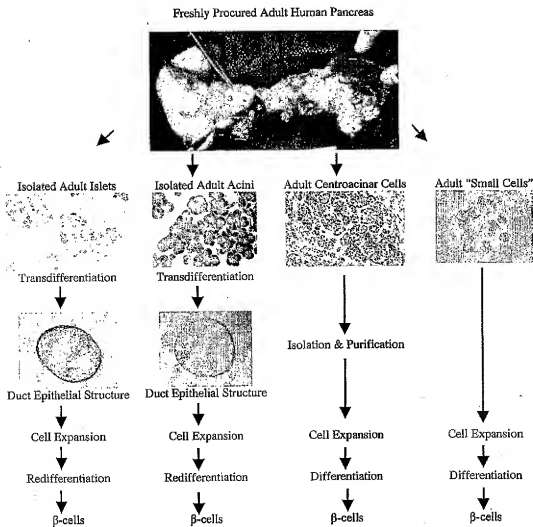 Freshly Procured Adult Human Pancreas
Isolated Adult Islets
Isolated Adult Acini
Adult Centroacinar Cells
Adult "Small Cells"
Transdifferentiation
Transdifferentiation
Isolation & Purification
Duct Epithelial Structure
Duct Epithelial Structure
Cell Expansion
Cell Expansion
Cell Expansion
Cell Expansion
Redifferentiation
Redifferentiation
Differentiation
Differentiation
β-cells
β-cells
β-cells
β-cells